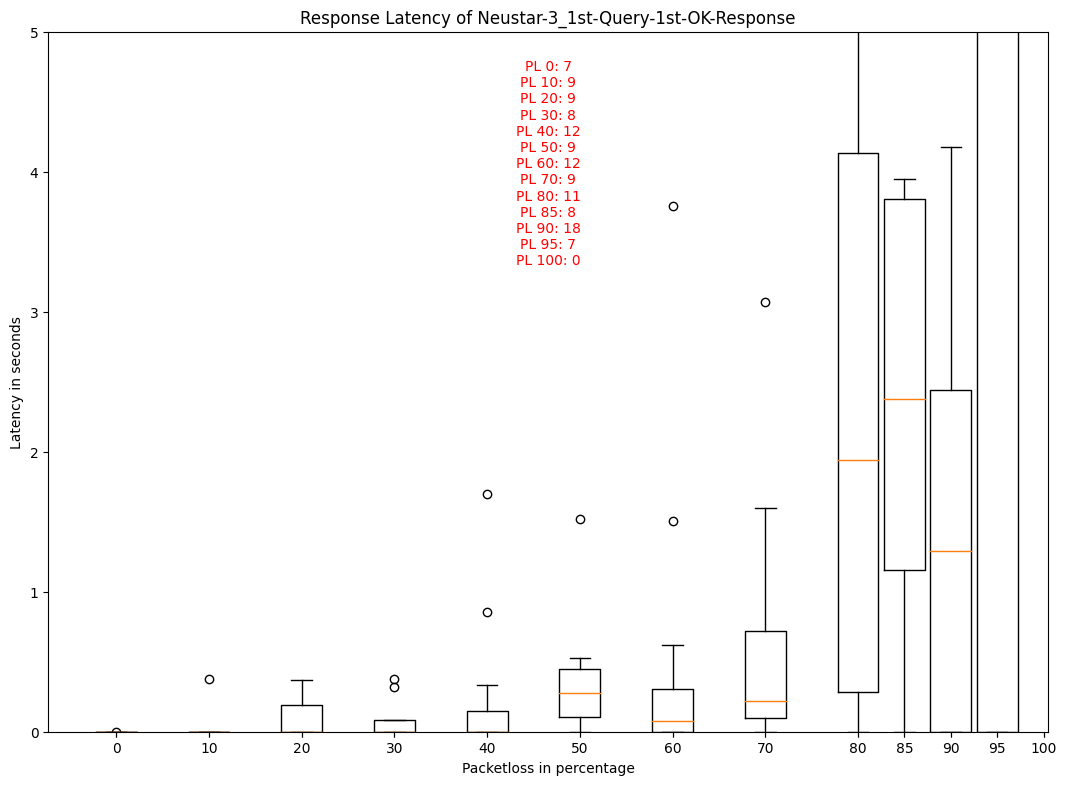 Response Latency of Neustar-3_1st-Query-1st-OK-Response
5
4
3
2
1
0
Latency in seconds
PL 0: 7
PL 10: 9
PL 20: 9
PL 30: 8
PL 40: 12
PL 50: 9
PL 60: 12
PL 70: 9
PL 80: 11
PL 85: 8
PL 90: 18
PL 95: 7
PL 100: 0
0 10 20 30 40 50 60 70 80 85 90 95 100
Packetloss in percentage